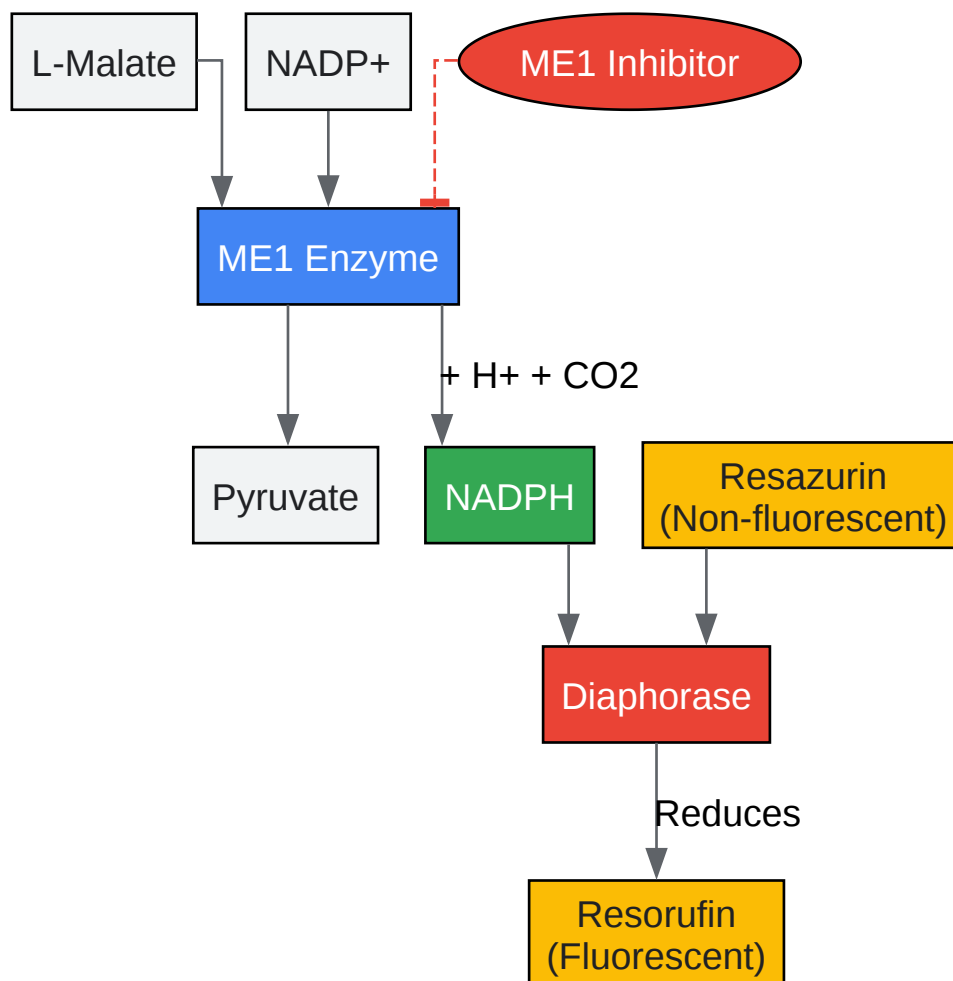 L-Malate
NADP+
ME1 Inhibitor
ME1 Enzyme
+ H+ + CO2
Pyruvate
NADPH
Resazurin
(Non-fluorescent)
Diaphorase
Reduces
Resorufin
(Fluorescent)